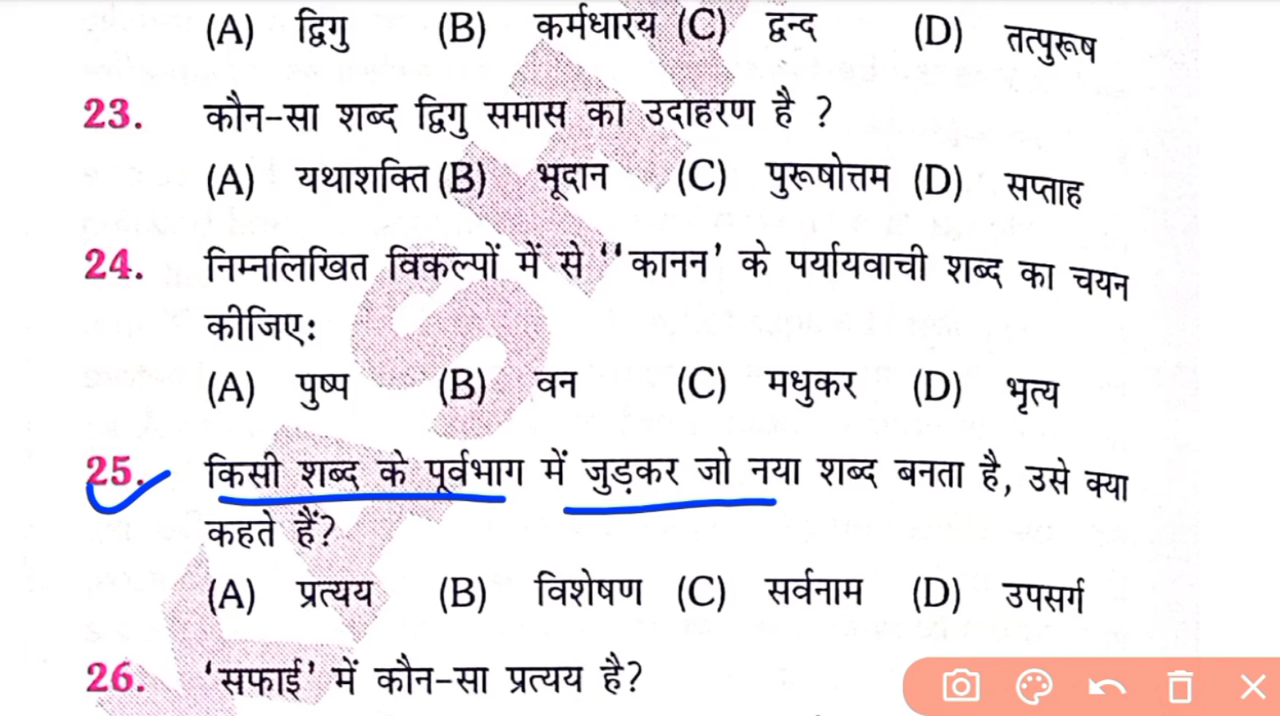 (A) द्विगु (B) कर्मधारय (C) द्वन्द (D) तत्पुरूष
23. कौन-सा शब्द द्विगु समास का उदाहरण है ?
(A) यथाशक्ति (B) भूदान (C) पुरूषोत्तम (D) सप्ताह
24. निम्नलिखित विकल्पों में से ‘‘कानन’ के पर्यायवाची शब्द का चयन
कीजिए:
(A) पुष्प (B) वन (C) मधुकर (D) भृत्य
25. किसी शब्द के पूर्वभाग में जुड़कर जो नया शब्द बनता है, उसे क्या
कहते हैं?
(A) प्रत्यय (B) विशेषण (C) सर्वनाम (D) उपसर्ग
26. ‘सफाई’ में कौन-सा प्रत्यय है?